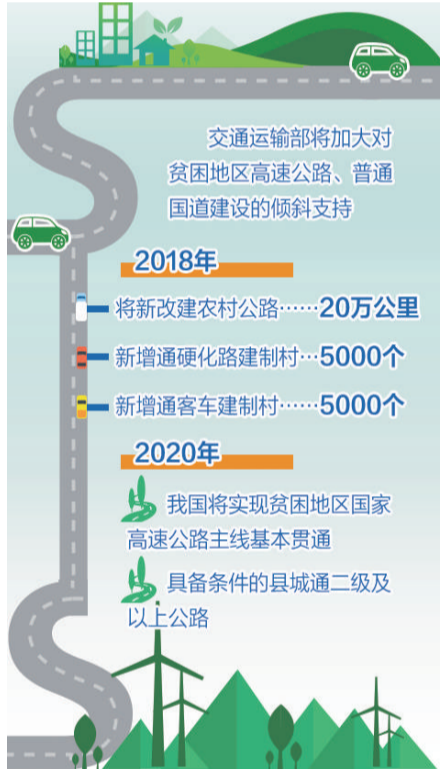 交通运输部将加大对
贫困地区高速公路、普通
国道建设的倾斜支持
2018年
将新改建农村公路……20万公里
新增通硬化路建制村…5000个
新增通客车建制村……5000个
2020年
我国将实现贫困地区国家
高速公路主线基本贯通
具备条件的县城通二级及
以上公路